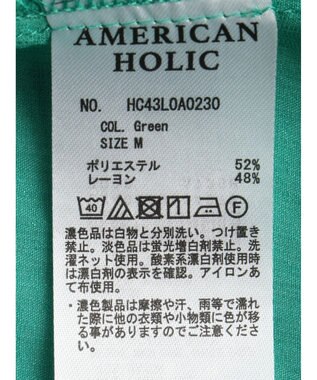 AMERICAN
HOLIC
NO. HC43L0A0230
COL. Green
SIZE M
ポリエステル 52%
レーヨン 48%
40
濃色品は白物と分別洗い。つけ置き
禁止。淡色品は蛍光増白剤禁止。洗
濯ネット使用。酸素系漂白剤使用時
は漂白剤の表示を確認。アイロンあ
て布使用。
・濃色製品は摩擦や汗、雨等で濡れ
た際に他の衣類や小物類に色が移
る事がありますのでご注意くださ
い。